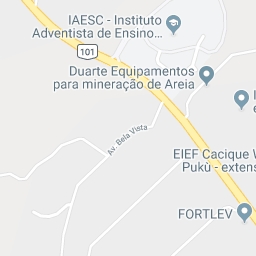 IAESC - Instituto
Adventista de Ensino...
101
Duarte Equipamentos
para mineração de Areia
Av. Bela Vista
EIEF Cacique W
Pukù - extens
FORTLEV